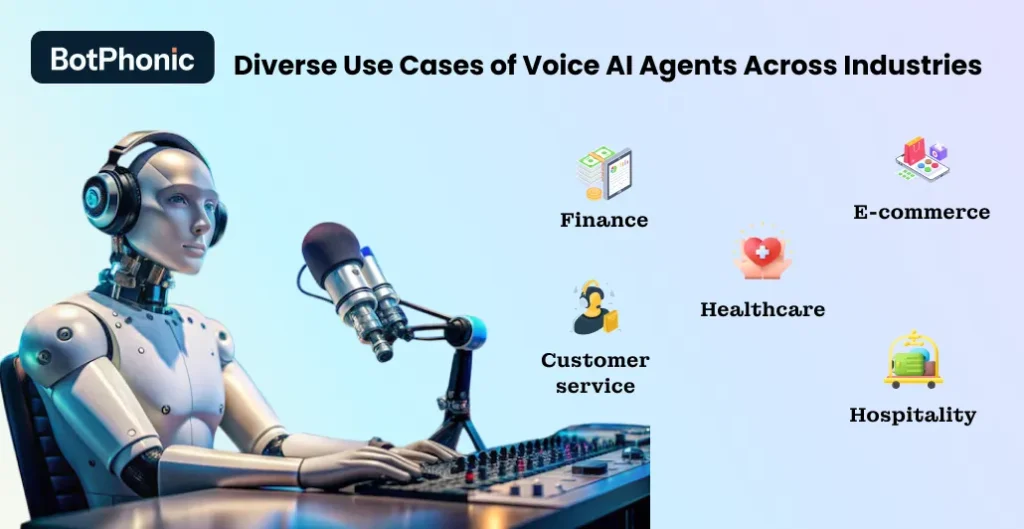 BotPhonic
Diverse Use Cases of Voice AI Agents Across Industries
Finance
E-commerce
Healthcare
Customer
service
Hospitality